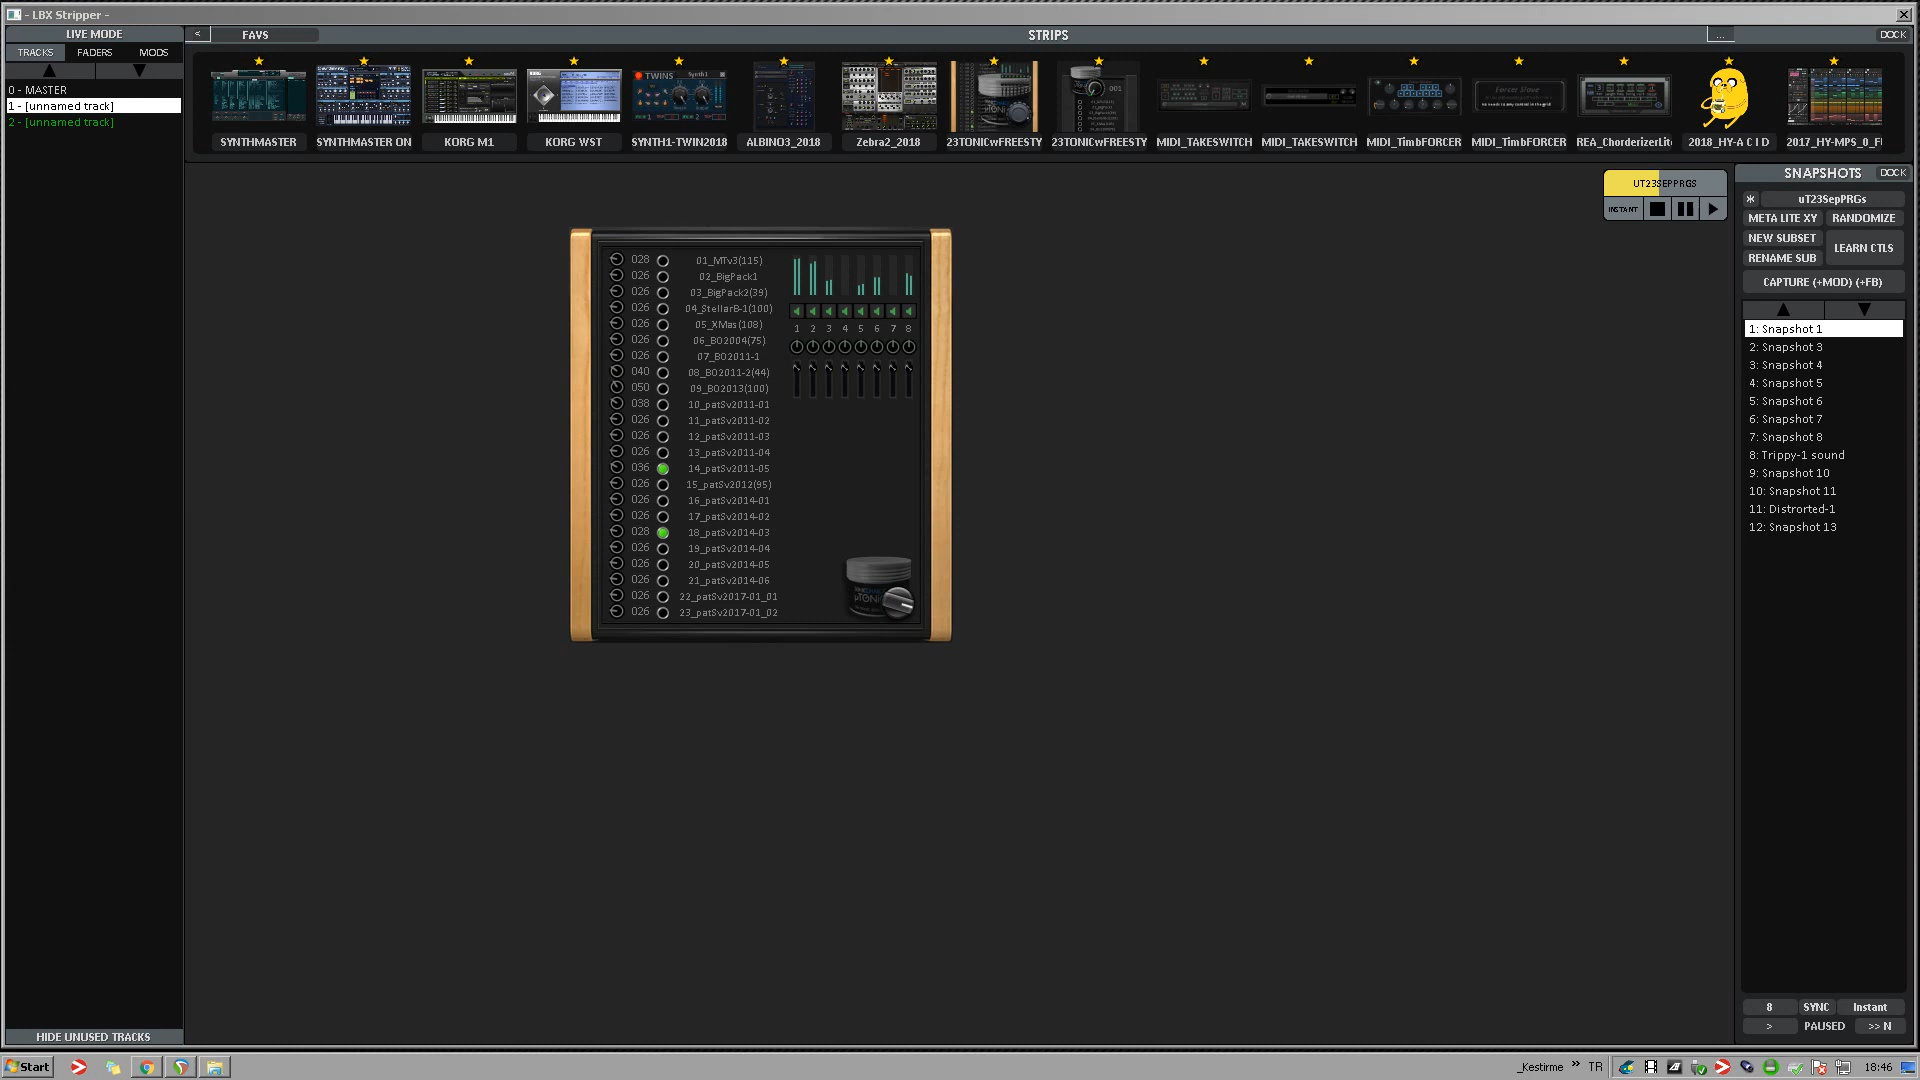 - LBX Stripper -
LIVE MODE
TRACKS FADERS MODS
0 - MASTER
1 - [unnamed track]
2 - [unnamed track]
HIDE UNUSED TRACKS
< FAVS STRIPS ... DOCK
TWINS Synth1
001
SYNTHMASTER SYNTHMASTER ON KORG M1 KORG WST SYNTH1-TWIN2018 ALBINO3_2018 Zebra2_2018 23TONICwFREESTY 23TONICwFREESTY MIDI_TAKESWITCH MIDI_TAKESWITCH MIDI_TimbFORCER MIDI_TimbFORCER REA_ChorderizerLit 2018_HY-A C I D 2017_HY-MPS_0_F
UT23SEPPRGS
INSTANT
028 01_MTv3(115)
026 02_BigPack1
026 03_BigPack2(39)
026 04_StellarB-1(100)
026 05_XMas(108)
026 06_BO2004(75)
026 07_BO2011-1
040 08_BO2011-2(44)
050 09_BO2013(100)
038 10_patSv2011-01
026 11_patSv2011-02
026 12_patSv2011-03
026 13_patSv2011-04
036 14_patSv2011-05
026 15_patSv2012(95)
026 16_patSv2014-01
026 17_patSv2014-02
028 18_patSv2014-03
026 19_patSv2014-04
026 20_patSv2014-05
026 21_patSv2014-06
026 22_patSv2017-01_01
026 23_patSv2017-01_02
1 2 3 4 5 6 7 8
SNAPSHOTS DOCK
* uT23SepPRGs
META LITE XY RANDOMIZE
NEW SUBSET LEARN CTLS
RENAME SUB
CAPTURE (+MOD) (+FB)
1: Snapshot 1
2: Snapshot 3
3: Snapshot 4
4: Snapshot 5
5: Snapshot 6
6: Snapshot 7
7: Snapshot 8
8: Trippy-1 sound
9: Snapshot 10
10: Snapshot 11
11: Distrorted-1
12: Snapshot 13
8 SYNC Instant
> PAUSED >> N
Start _Kestirme » TR 18:46